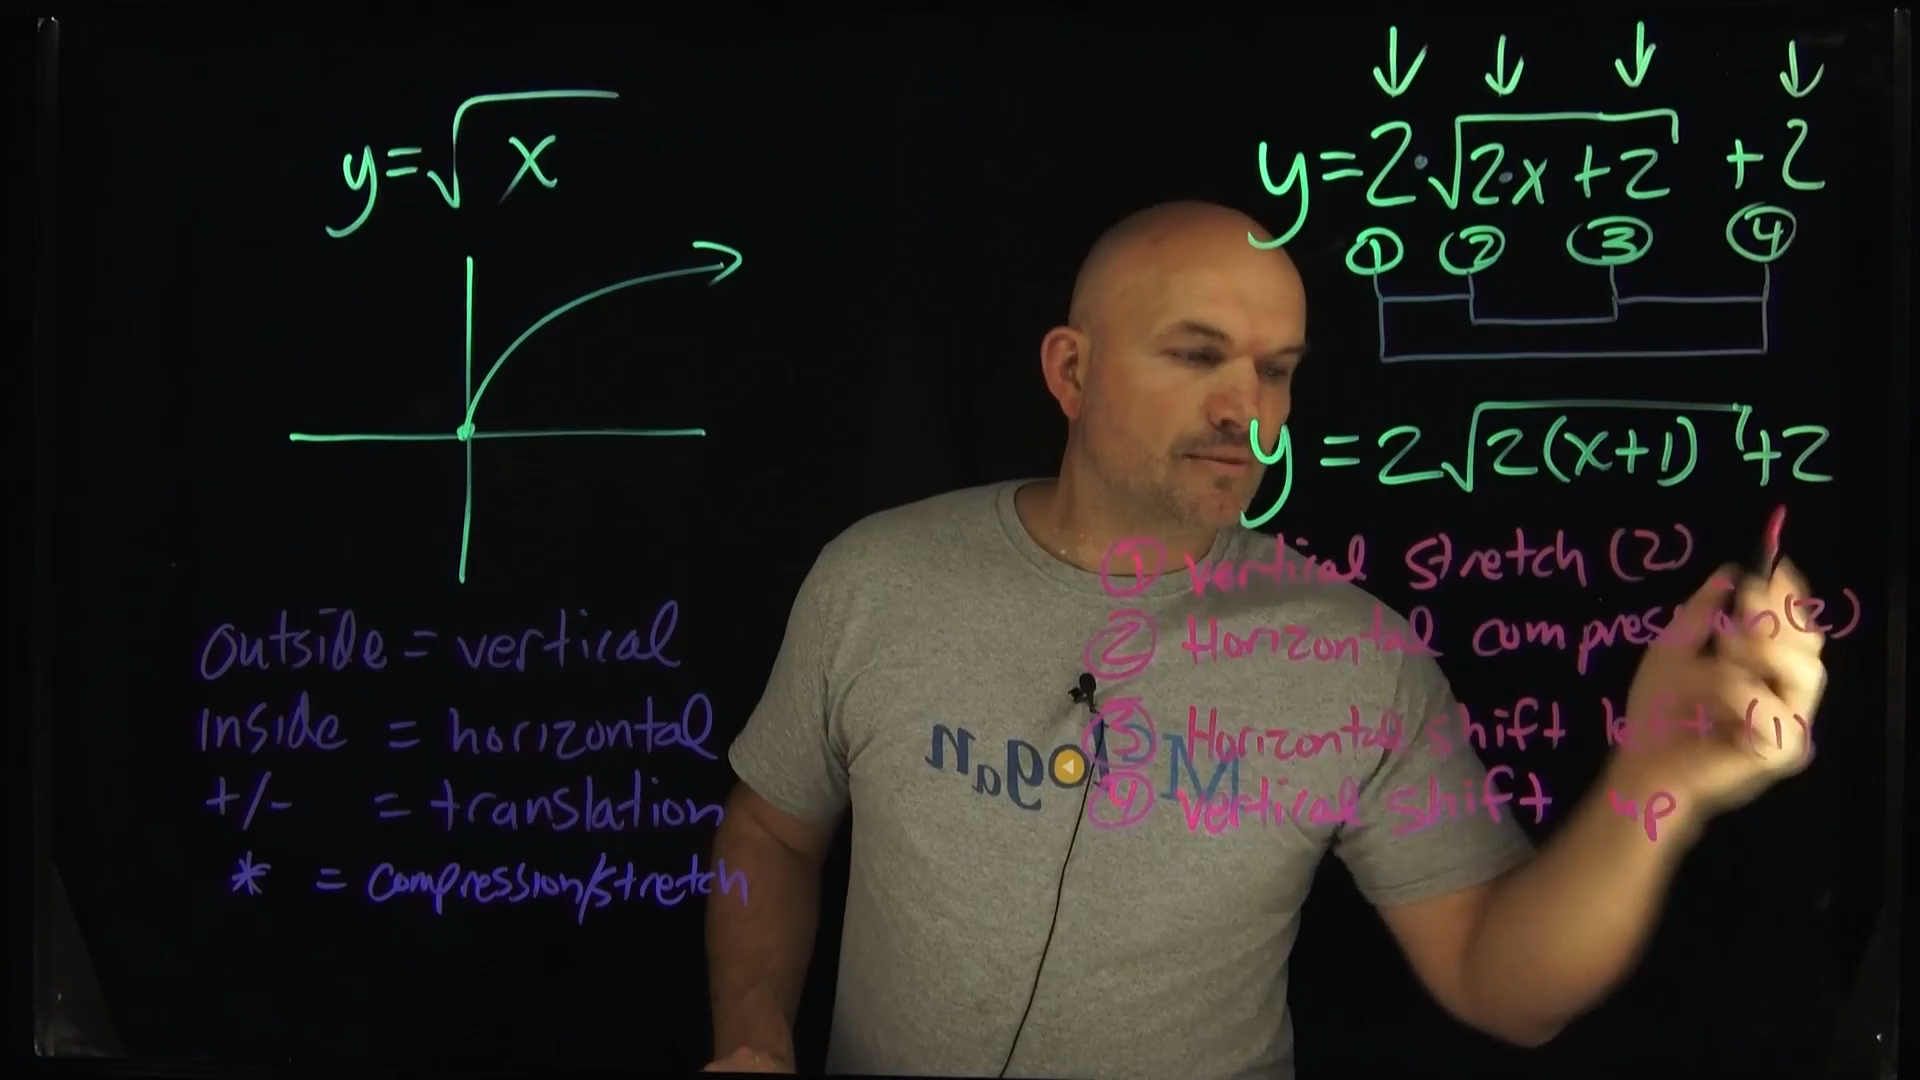 y=√x
outside = vertical
inside = horizontal
+/- = translation
* = compression/stretch
y=2·√2·x+2 +2
① ② ③ ④
y=2√2(x+1) +2
① vertical stretch (2)
② Horizontal compression (2)
③ Horizontal shift left (1)
④ vertical shift up